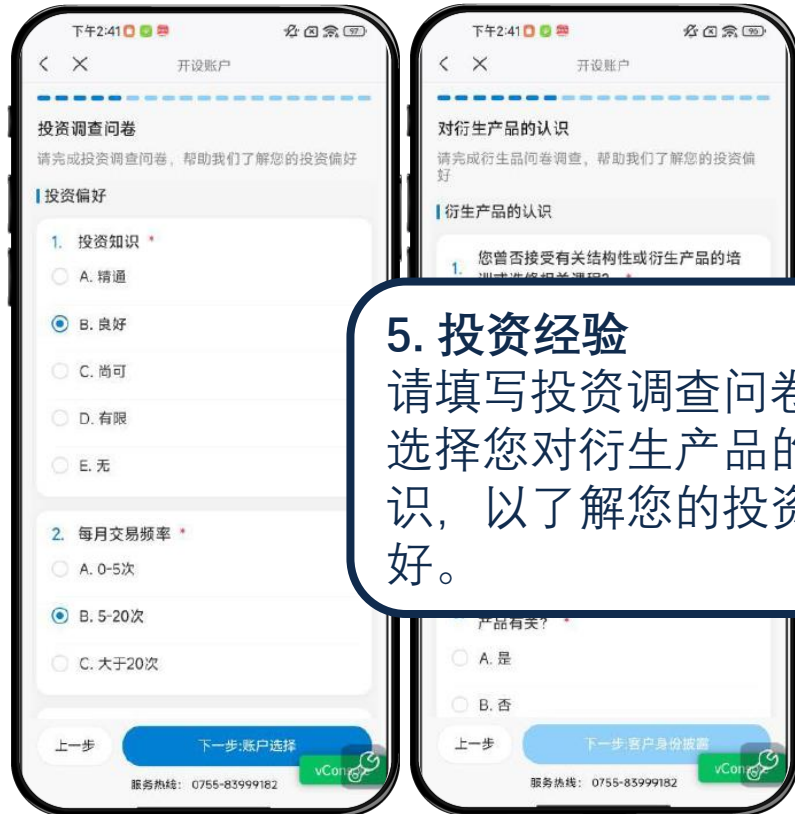 下午2:41
97
开设账户
投资调查问卷
请完成投资调查问卷，帮助我们了解您的投资偏好
投资偏好
1. 投资知识 *
A. 精通
B. 良好
C. 尚可
D. 有限
E. 无
2. 每月交易频率 *
A. 0-5次
B. 5-20次
C. 大于20次
上一步
下一步:账户选择
服务热线: 0755-83999182
下午2:41
96
开设账户
对衍生产品的认识
请完成衍生品问卷调查，帮助我们了解您的投资偏
好
衍生产品的认识
1. 您曾否接受有关结构性或衍生产品的培
5. 投资经验
请填写投资调查问卷
选择您对衍生产品的
识，以了解您的投资
好。
产品有关? *
A. 是
B. 否
上一步
下一步:客户身份披露
服务热线: 0755-83999182